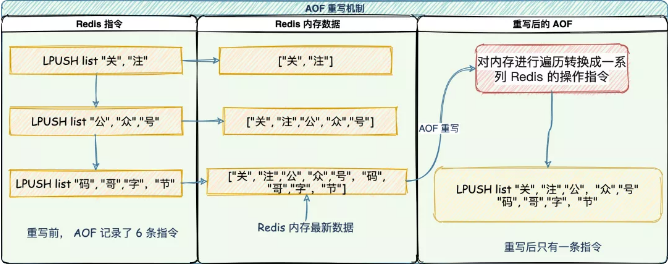 AOF 重写机制
Redis 指令
Redis 内存数据
重写后的 AOF
LPUSH list "关", "注"
["关", "注"]
对内存进行遍历转换成一系
列 Redis 的操作指令
LPUSH list "公", "众", "号"
["关", "注","公", "众","号"]
AOF 重写
LPUSH list "码", "哥","字", "节"
["关", "注","公", "众","号", "码",
"哥","字", "节"]
LPUSH list "关", "注","公", "众","号"
"码", "哥","字", "节"
重写前， AOF 记录了 6 条指令
Redis 内存最新数据
重写后只有一条指令